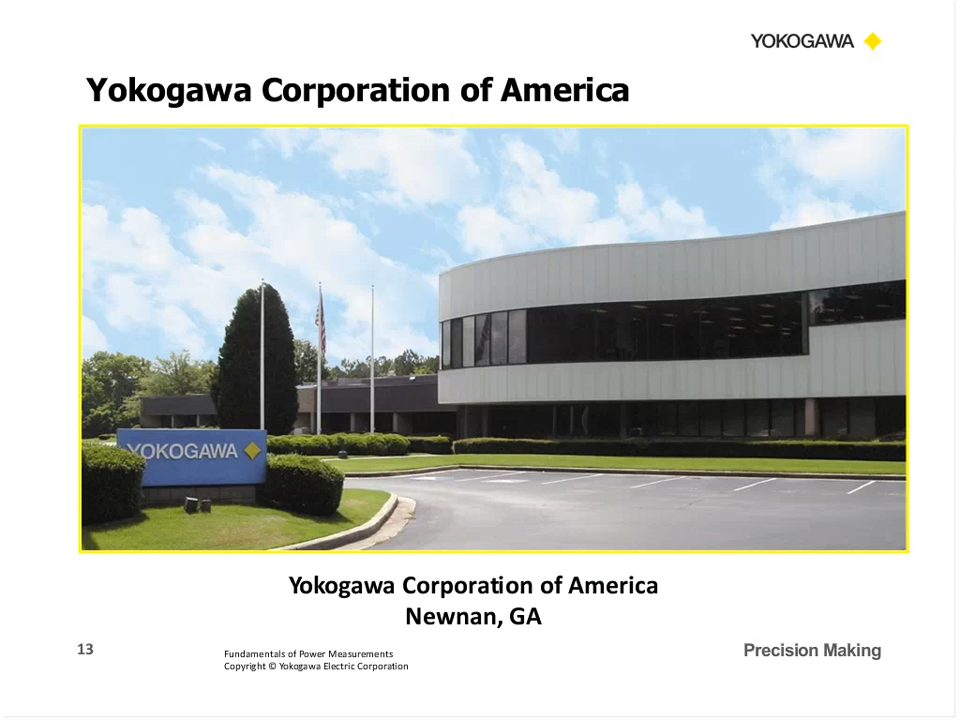 YOKOGAWA
Yokogawa Corporation of America
YOKOGAWA
Yokogawa Corporation of America
Newnan, GA
13
Fundamentals of Power Measurements
Copyright © Yokogawa Electric Corporation
Precision Making